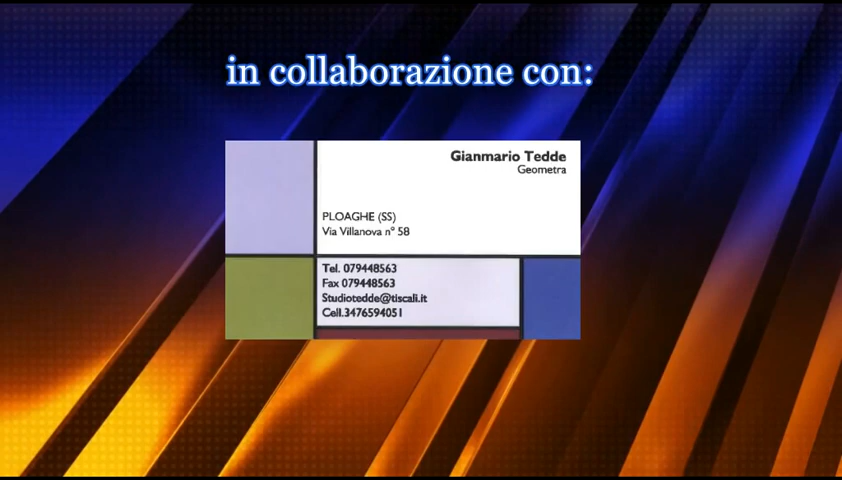 in collaborazione con:
Gianmario Tedde
Geometra
PLOAGHE (SS)
Via Villanova n° 58
Tel. 079448563
Fax 079448563
Studiotedde@tiscali.it
Cell.3476594051